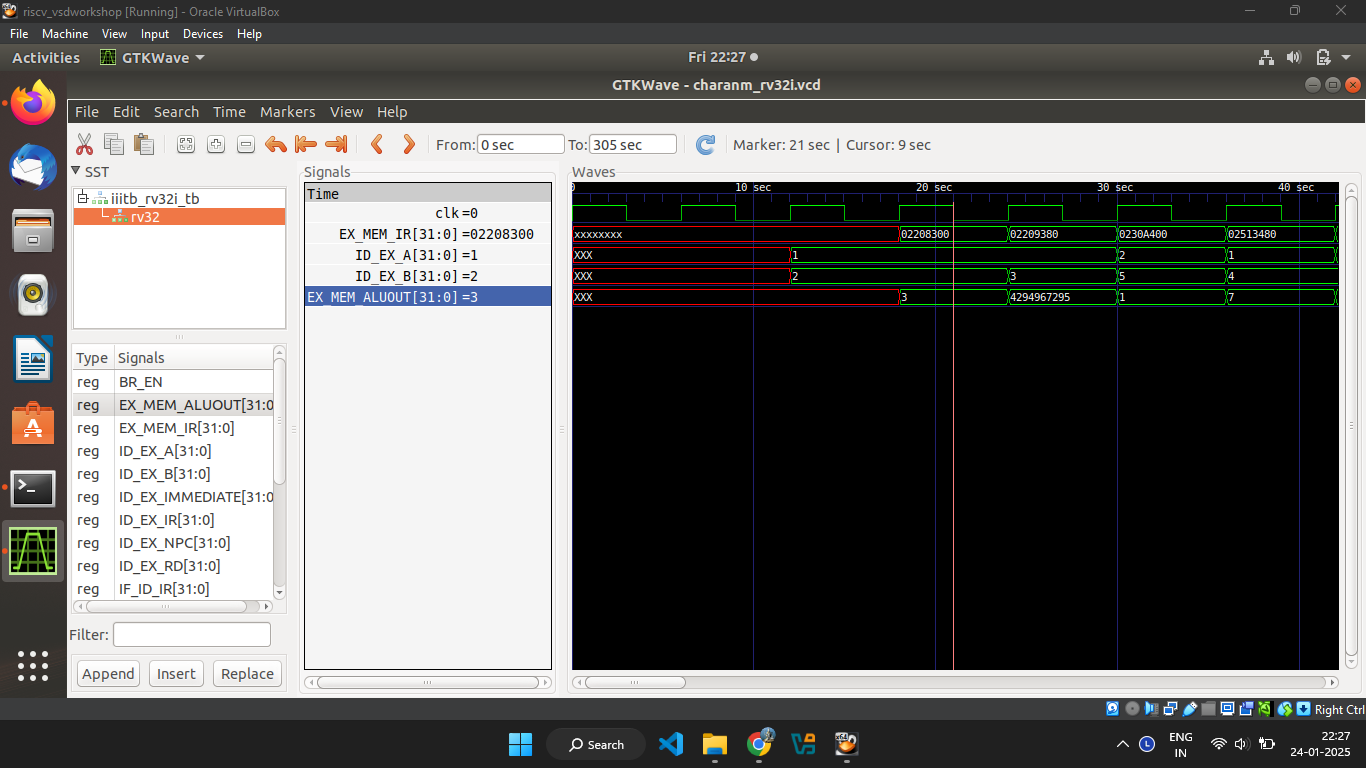 riscv_vsdworkshop [Running] - Oracle VirtualBox
File Machine View Input Devices Help
Activities GTKWave Fri 22:27
GTKWave - charanm_rv32i.vcd
File Edit Search Time Markers View Help
From: 0 sec To: 305 sec Marker: 21 sec | Cursor: 9 sec
SST
iiitb_rv32i_tb
rv32
Type Signals
reg BR_EN
reg EX_MEM_ALUOUT[31:0
reg EX_MEM_IR[31:0]
reg ID_EX_A[31:0]
reg ID_EX_B[31:0]
reg ID_EX_IMMEDIATE[31:0
reg ID_EX_IR[31:0]
reg ID_EX_NPC[31:0]
reg ID_EX_RD[31:0]
reg IF_ID_IR[31:0]
Filter:
Append Insert Replace
Signals
Time
clk =0
EX_MEM_IR[31:0] =02208300
ID_EX_A[31:0] =1
ID_EX_B[31:0] =2
EX_MEM_ALUOUT[31:0] =3
Waves
0 10 sec 20 sec 30 sec 40 sec
xxxxxxxx 02208300 02209380 0230A400 02513480
XXX 1 2 1
XXX 2 3 5 4
XXX 3 4294967295 1 7
Right Ctrl
Search
ENG
IN
22:27
24-01-2025